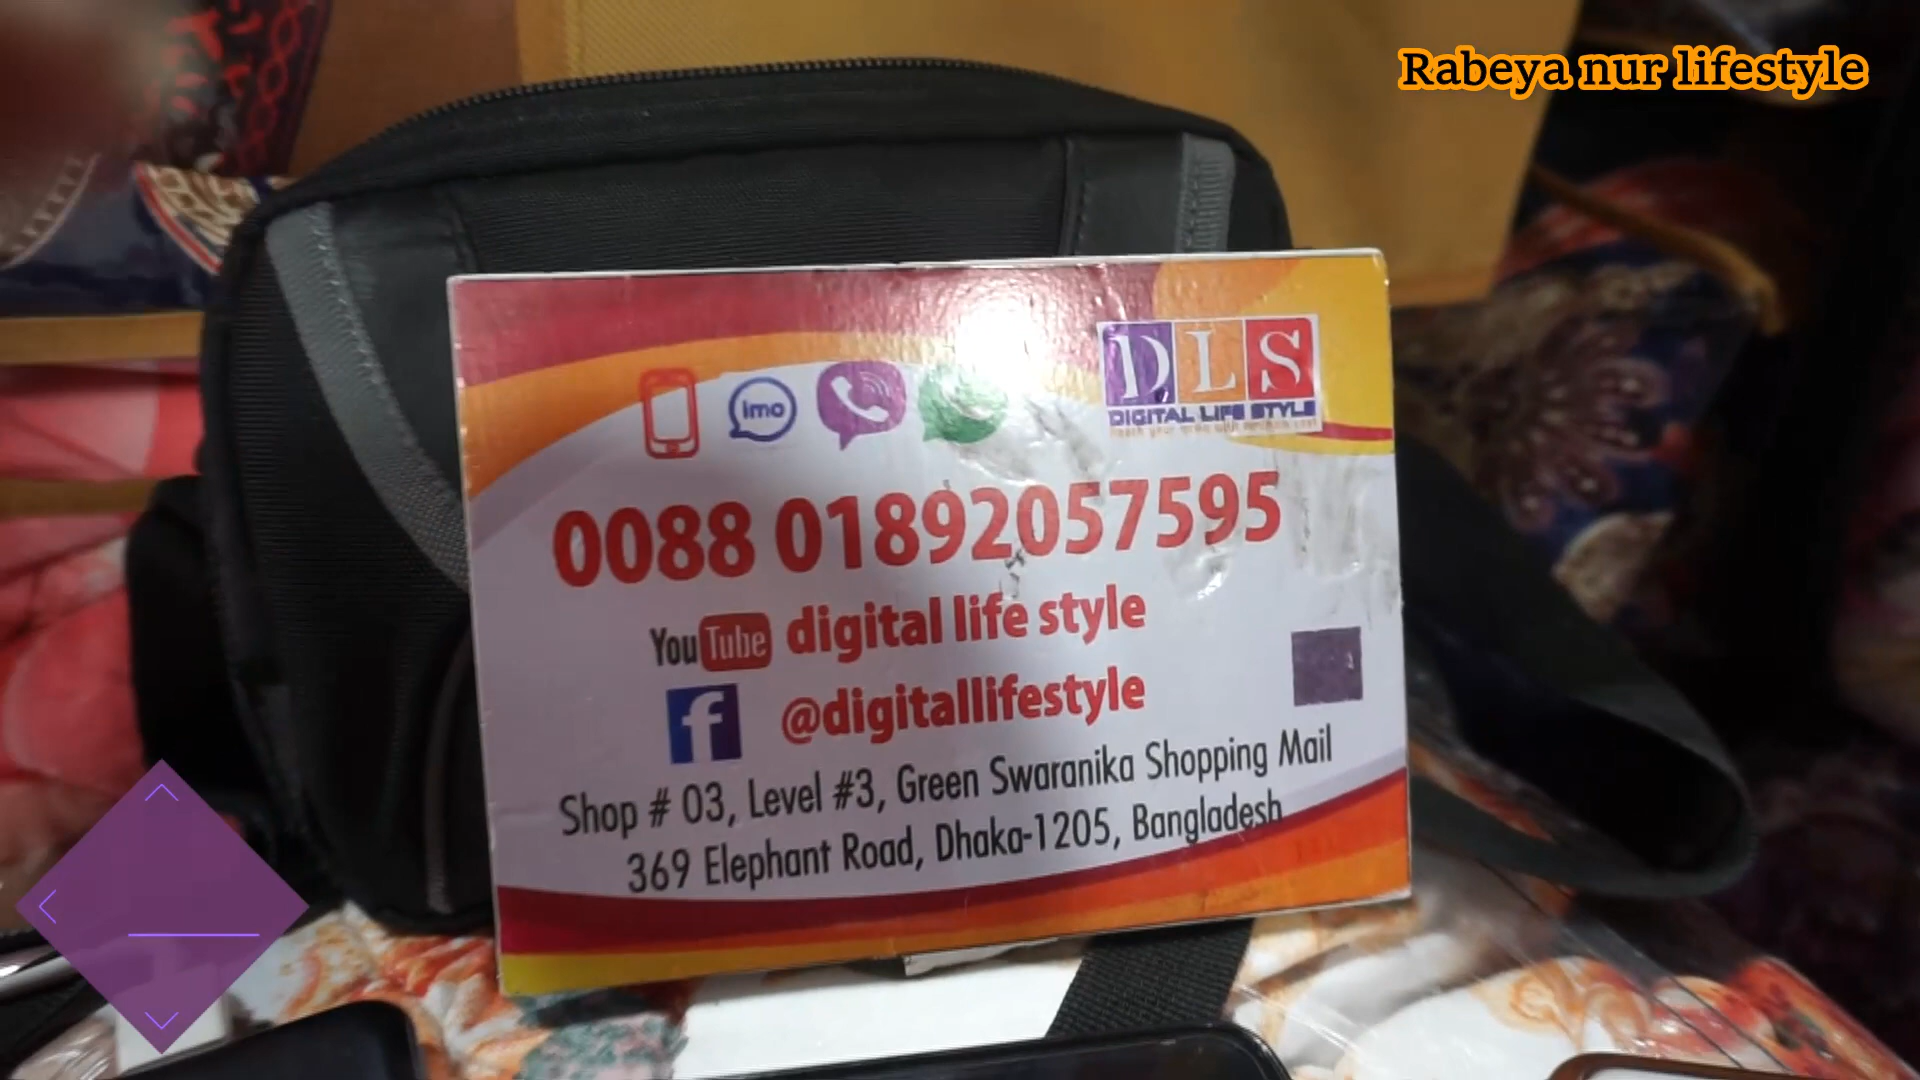 Rabeya nur lifestyle
imo
DLS
DIGITAL LIFE STYLE
0088 01892057595
YouTube digital life style
f @digitallifestyle
Shop # 03, Level #3, Green Swaranika Shopping Mail
369 Elephant Road, Dhaka-1205, Bangladesh